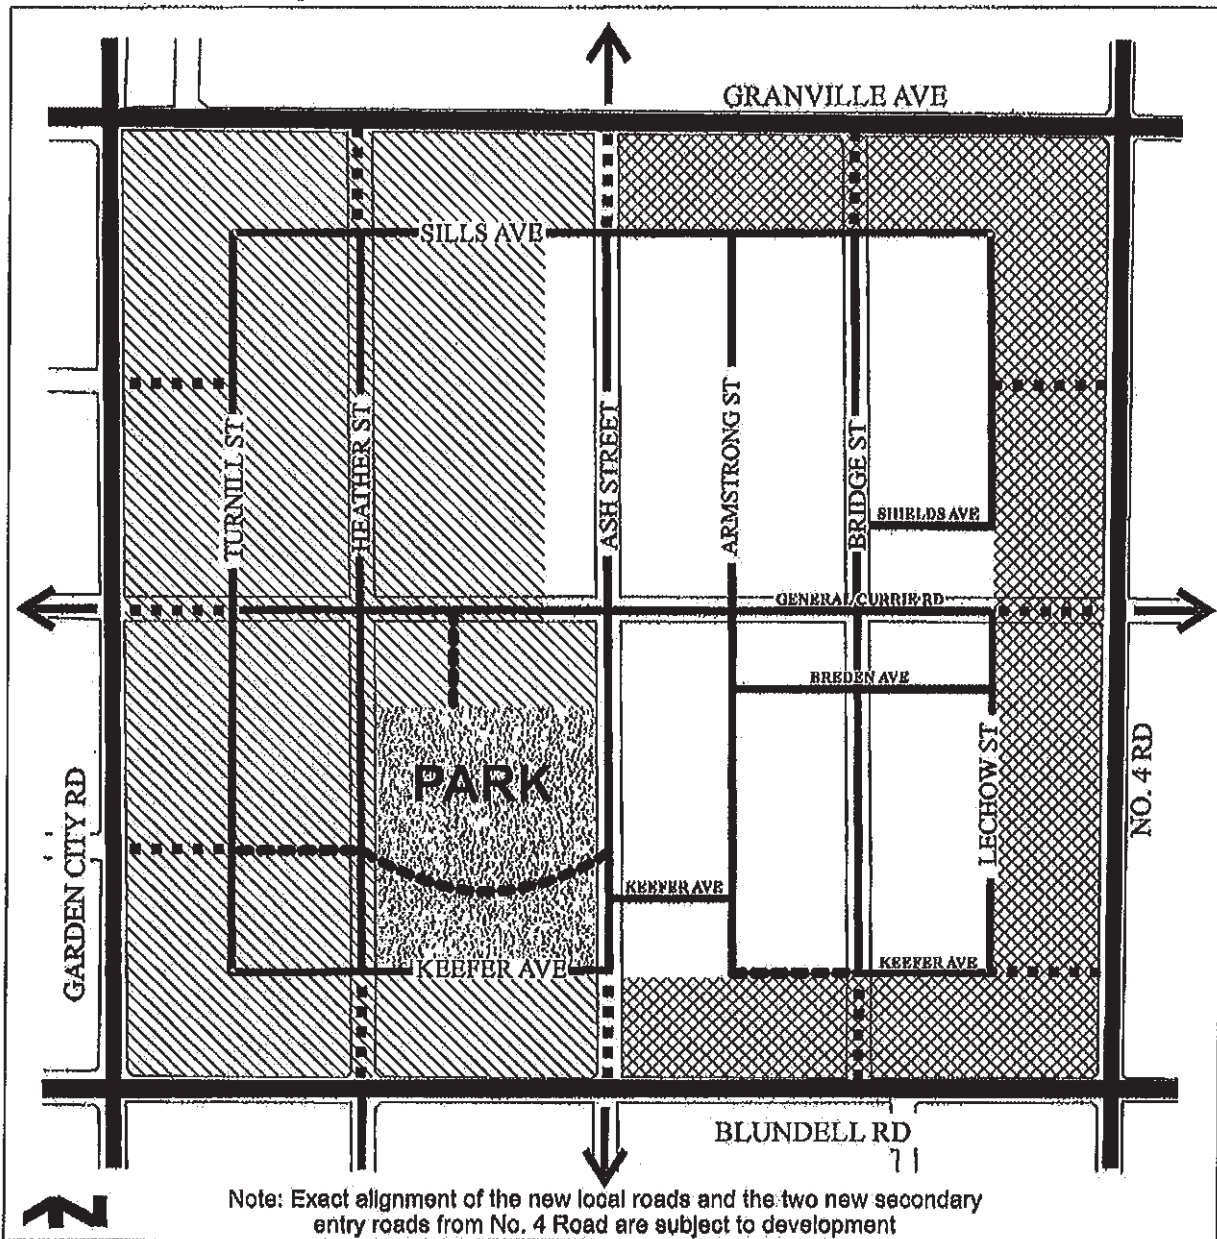 GRANVILLE AVE
SILLS AVE
TURNILL ST
HEATHER ST
ASH STREET
ARMSTRONG ST
BRIDGE ST
SHIELDS AVE
GENERAL CURRIE RD
BREDEN AVE
LECHOW ST
NO. 4 RD
GARDEN CITY RD
PARK
KEEFER AVE
KEEFER AVE
KEEFER AVE
BLUNDELL RD
N
Note: Exact alignment of the new local roads and the two new secondary
entry roads from No. 4 Road are subject to development